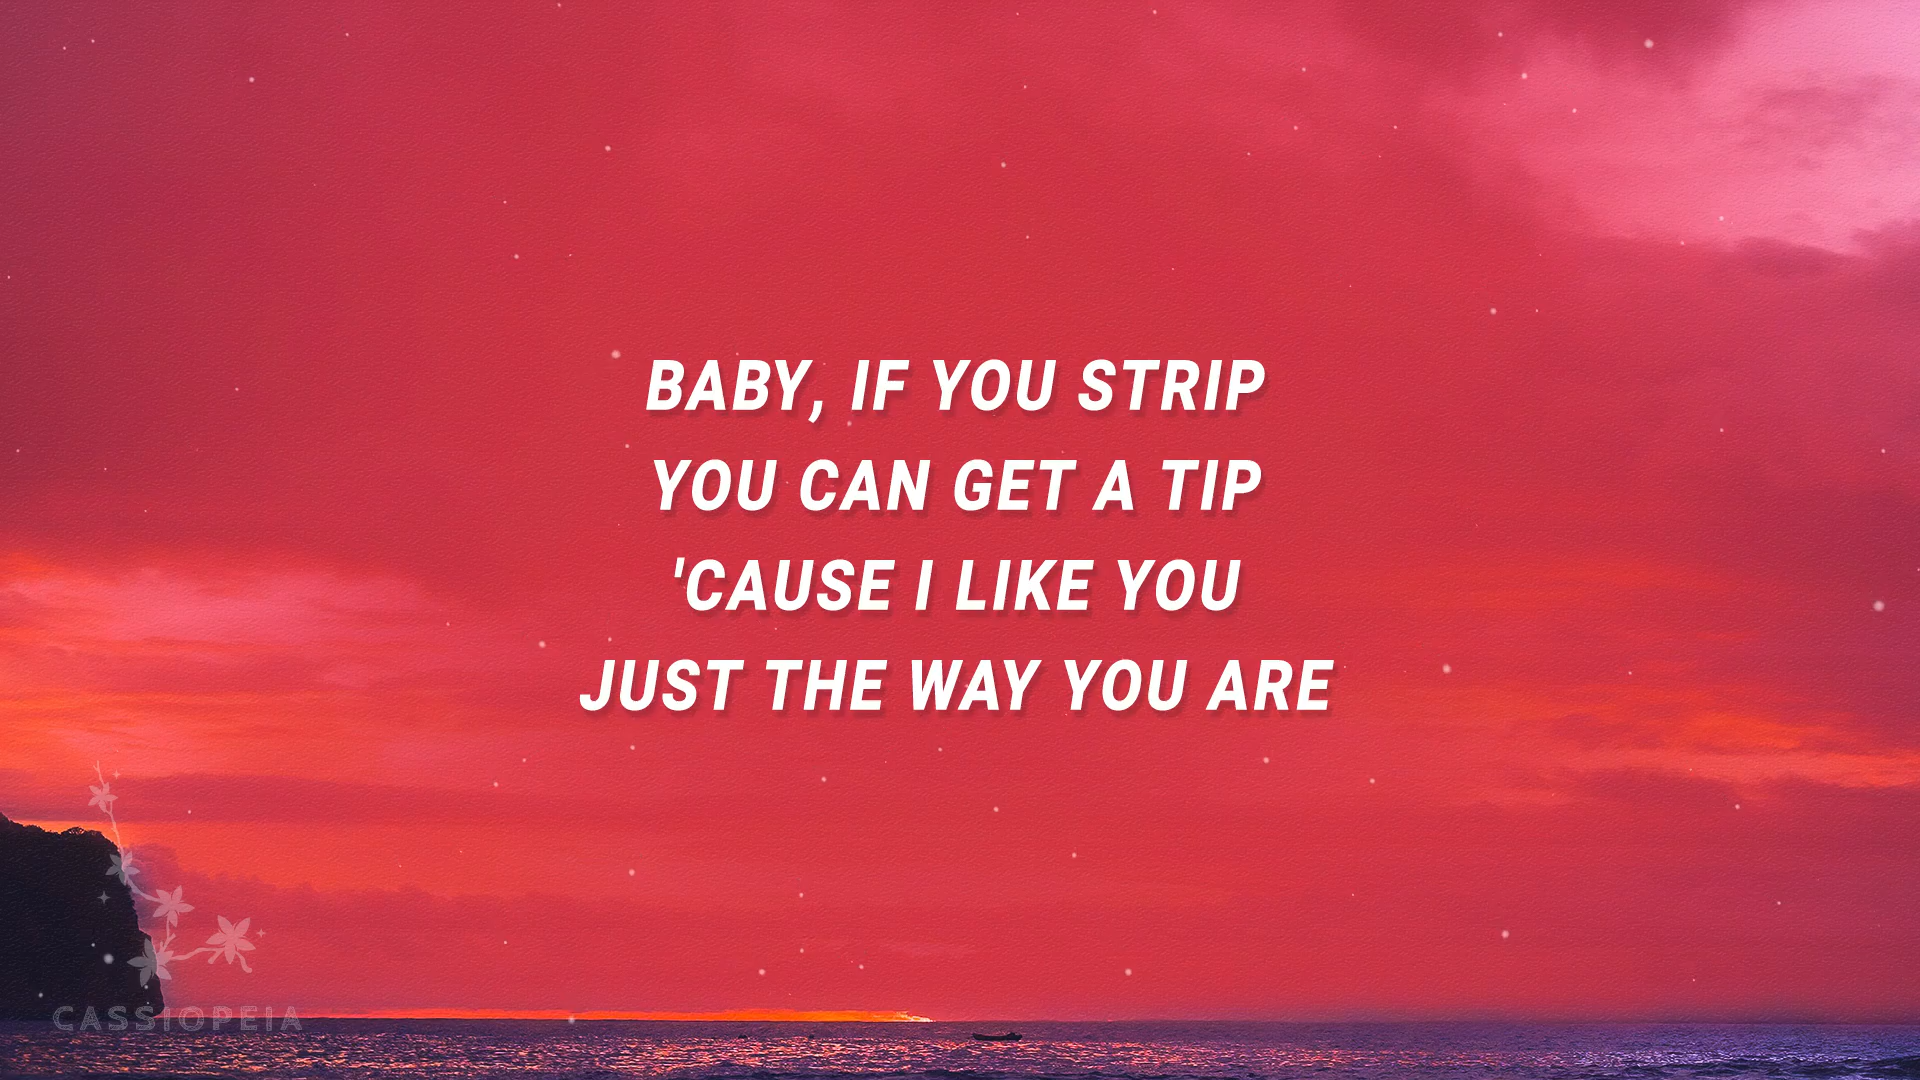 BABY, IF YOU STRIP
YOU CAN GET A TIP
'CAUSE I LIKE YOU
JUST THE WAY YOU ARE
CASSIOPEIA